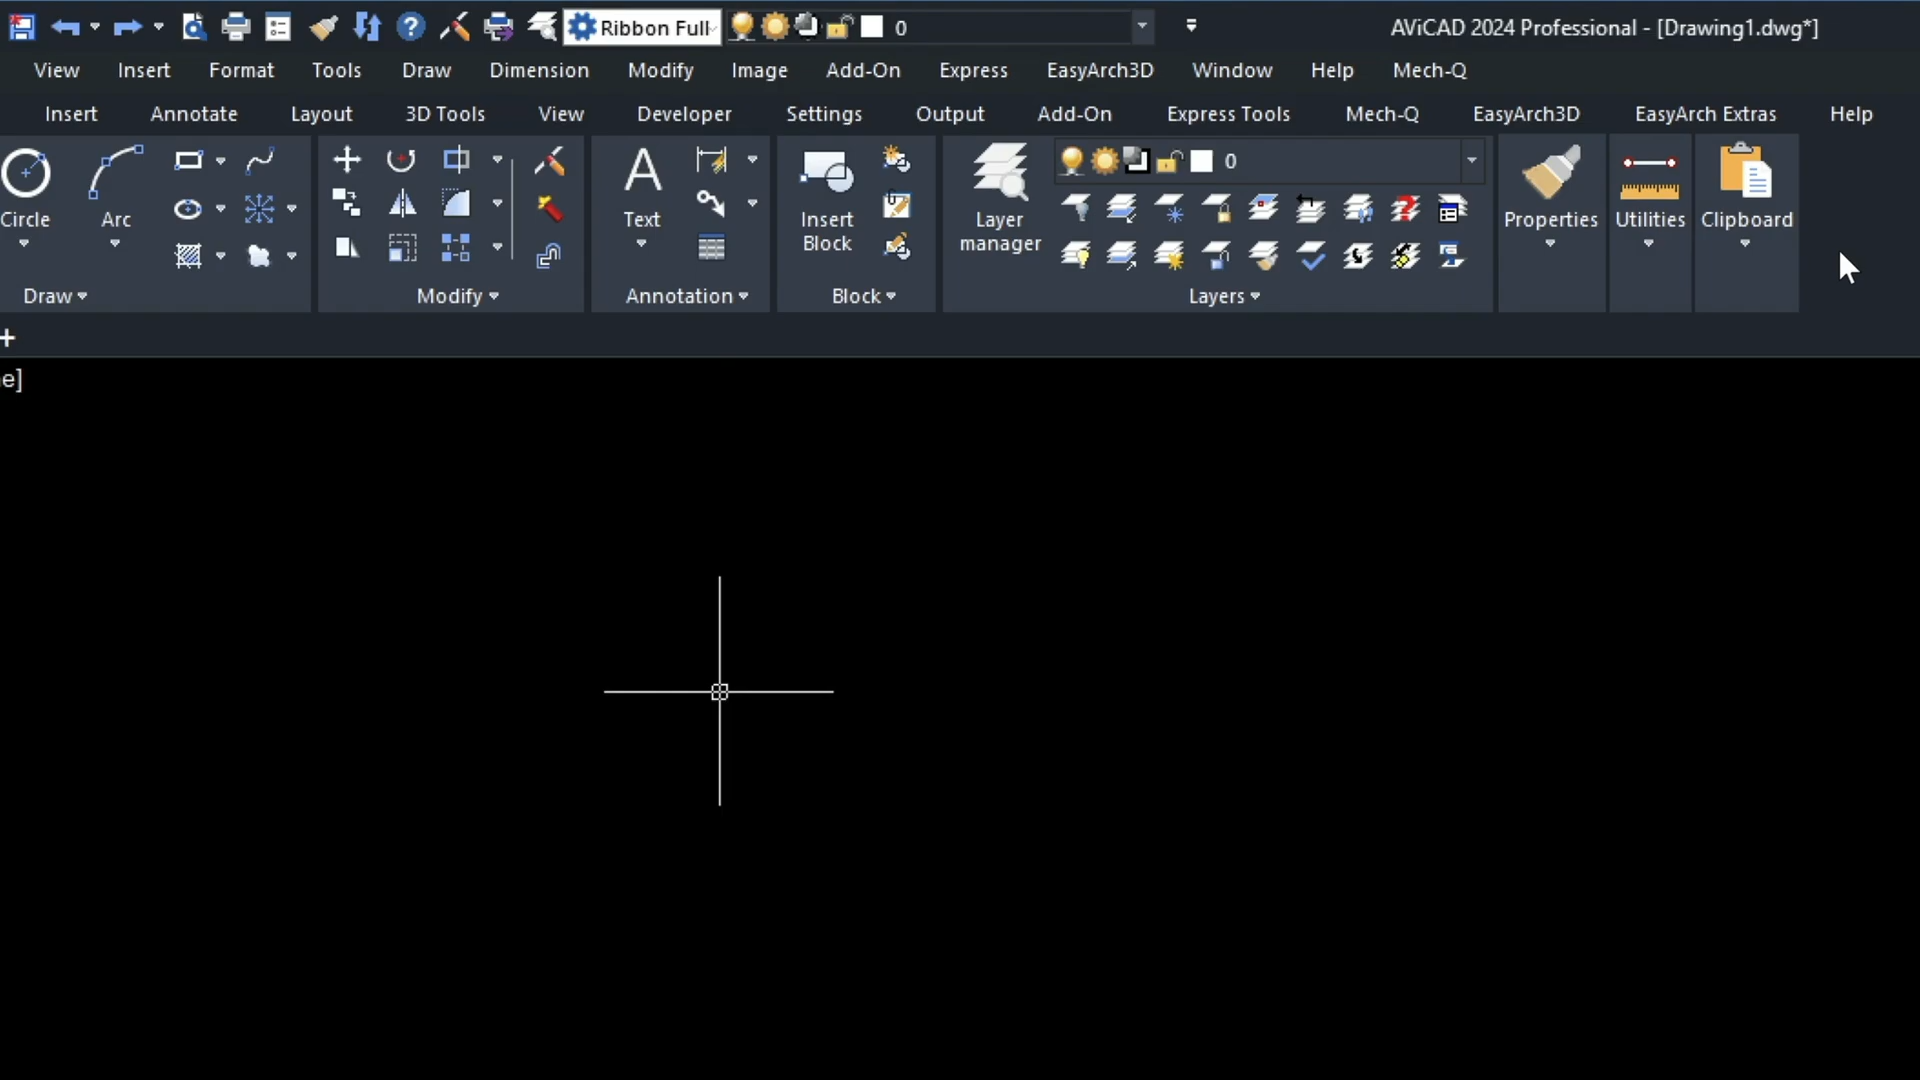 Ribbon Full 0 AViCAD 2024 Professional - [Drawing1.dwg*]
View Insert Format Tools Draw Dimension Modify Image Add-On Express EasyArch3D Window Help Mech-Q
Insert Annotate Layout 3D Tools View Developer Settings Output Add-On Express Tools Mech-Q EasyArch3D EasyArch Extras Help
0
Circle Arc Text Insert Block Layer manager Properties Utilities Clipboard
Draw Modify Annotation Block Layers
e]